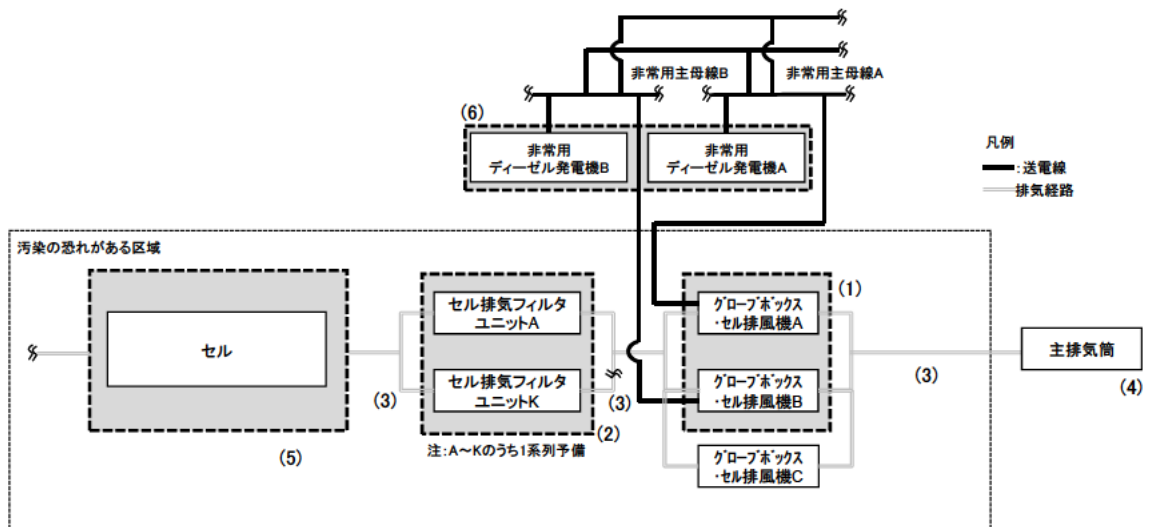 非常用主母線B
非常用主母線A
(6)
非常用
ディーゼル発電機B
非常用
ディーゼル発電機A
凡例
:送電線
:排気経路
汚染の恐れがある区域
セル
(5)
(3)
セル排気フィルタ
ユニットA
セル排気フィルタ
ユニットK
(3)
(2)
注:A～Kのうち1系列予備
(1)
グローブボックス
・セル排風機A
グローブボックス
・セル排風機B
グローブボックス
・セル排風機C
(3)
主排気筒
(4)